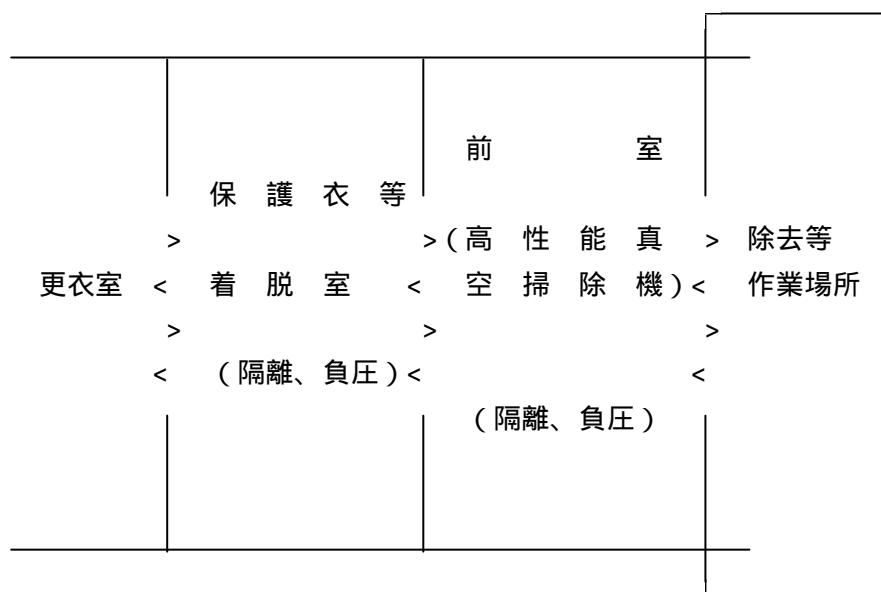 更衣室
保護衣等
着脱室
(隔離、負圧)
前室
(高性能真
空掃除機)
(隔離、負圧)
除去等
作業場所
> > >
< < <
> > >
< < <